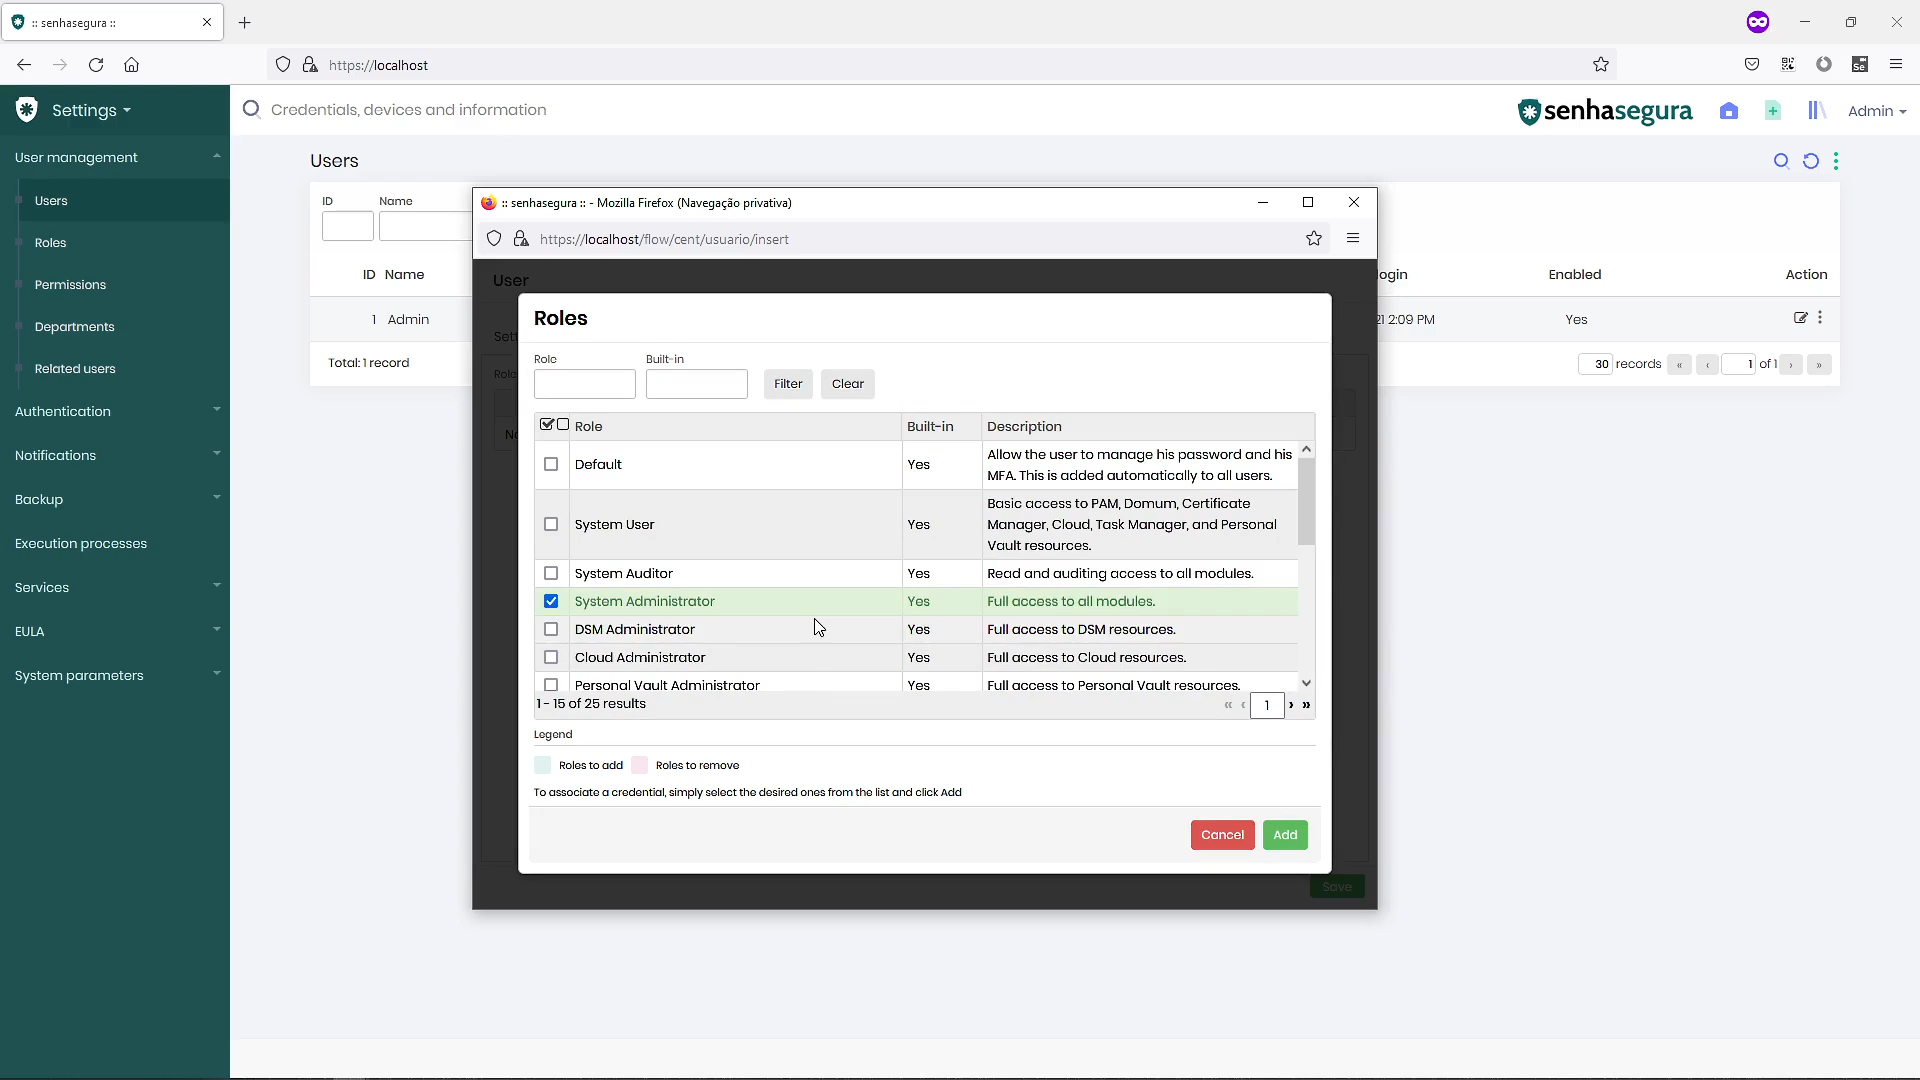 :: senhasegura ::
https://localhost
Settings
Credentials, devices and information
senhasegura
Admin
User management
Users
Roles
Permissions
Departments
Related users
Authentication
Notifications
Backup
Execution processes
Services
EULA
System parameters
Users
ID Name
ID Name Enabled Action
1 Admin 21 2:09 PM Yes
Total: 1 record
30 records « ‹ 1 of 1 › »
:: senhasegura :: - Mozilla Firefox (Navegação privativa)
https://localhost/flow/cent/usuario/insert
User
Roles
Role Built-in
Filter Clear
Role Built-in Description
Default Yes Allow the user to manage his password and his
MFA. This is added automatically to all users.
System User Yes Basic access to PAM, Domum, Certificate
Manager, Cloud, Task Manager, and Personal
Vault resources.
System Auditor Yes Read and auditing access to all modules.
System Administrator Yes Full access to all modules.
DSM Administrator Yes Full access to DSM resources.
Cloud Administrator Yes Full access to Cloud resources.
Personal Vault Administrator Yes Full access to Personal Vault resources.
1 - 15 of 25 results « ‹ 1 › »
Legend
Roles to add Roles to remove
To associate a credential, simply select the desired ones from the list and click Add
Cancel Add
Save